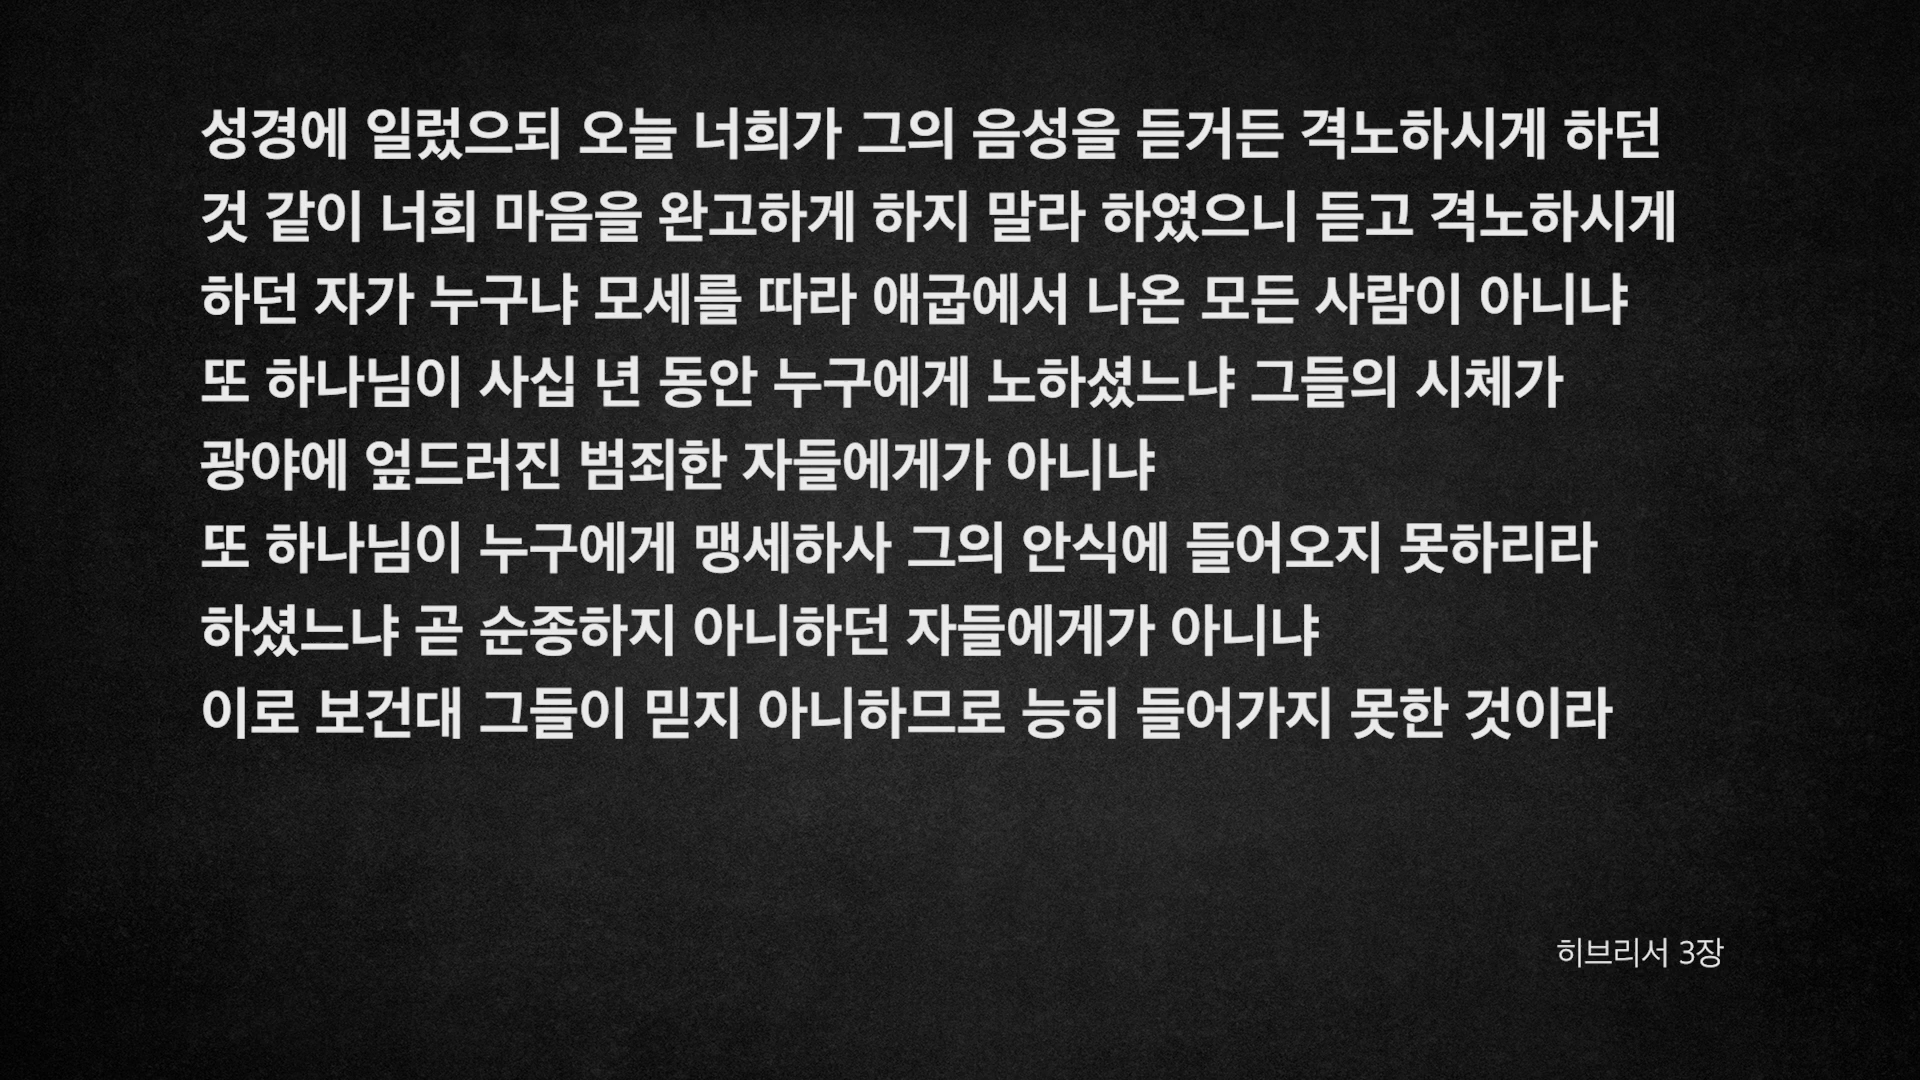 성경에 일렀으되 오늘 너희가 그의 음성을 듣거든 격노하시게 하던
것 같이 너희 마음을 완고하게 하지 말라 하였으니 듣고 격노하시게
하던 자가 누구냐 모세를 따라 애굽에서 나온 모든 사람이 아니냐
또 하나님이 사십 년 동안 누구에게 노하셨느냐 그들의 시체가
광야에 엎드러진 범죄한 자들에게가 아니냐
또 하나님이 누구에게 맹세하사 그의 안식에 들어오지 못하리라
하셨느냐 곧 순종하지 아니하던 자들에게가 아니냐
이로 보건대 그들이 믿지 아니하므로 능히 들어가지 못한 것이라
히브리서 3장